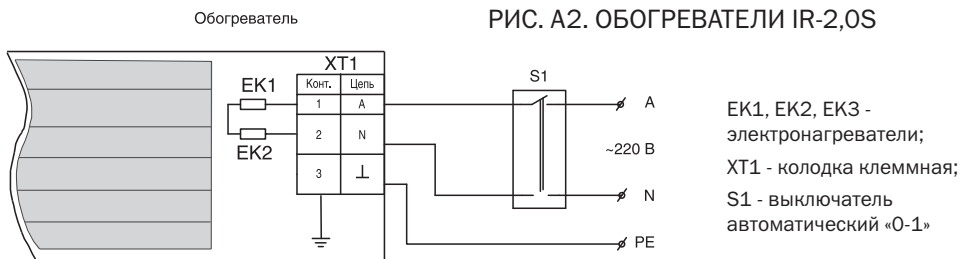 Обогреватель
РИС. А2. ОБОГРЕВАТЕЛИ IR-2,0S
XT1
Конт. Цепь
1 A
2 N
3 ⊥
EK1
EK2
S1
A
~220 В
N
PE
EK1, EK2, EK3 -
электронагреватели;
XT1 - колодка клеммная;
S1 - выключатель
автоматический «0-1»